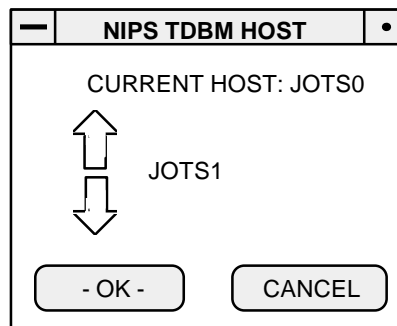 NIPS TDBM HOST
CURRENT HOST: JOTS0
JOTS1
- OK -
CANCEL